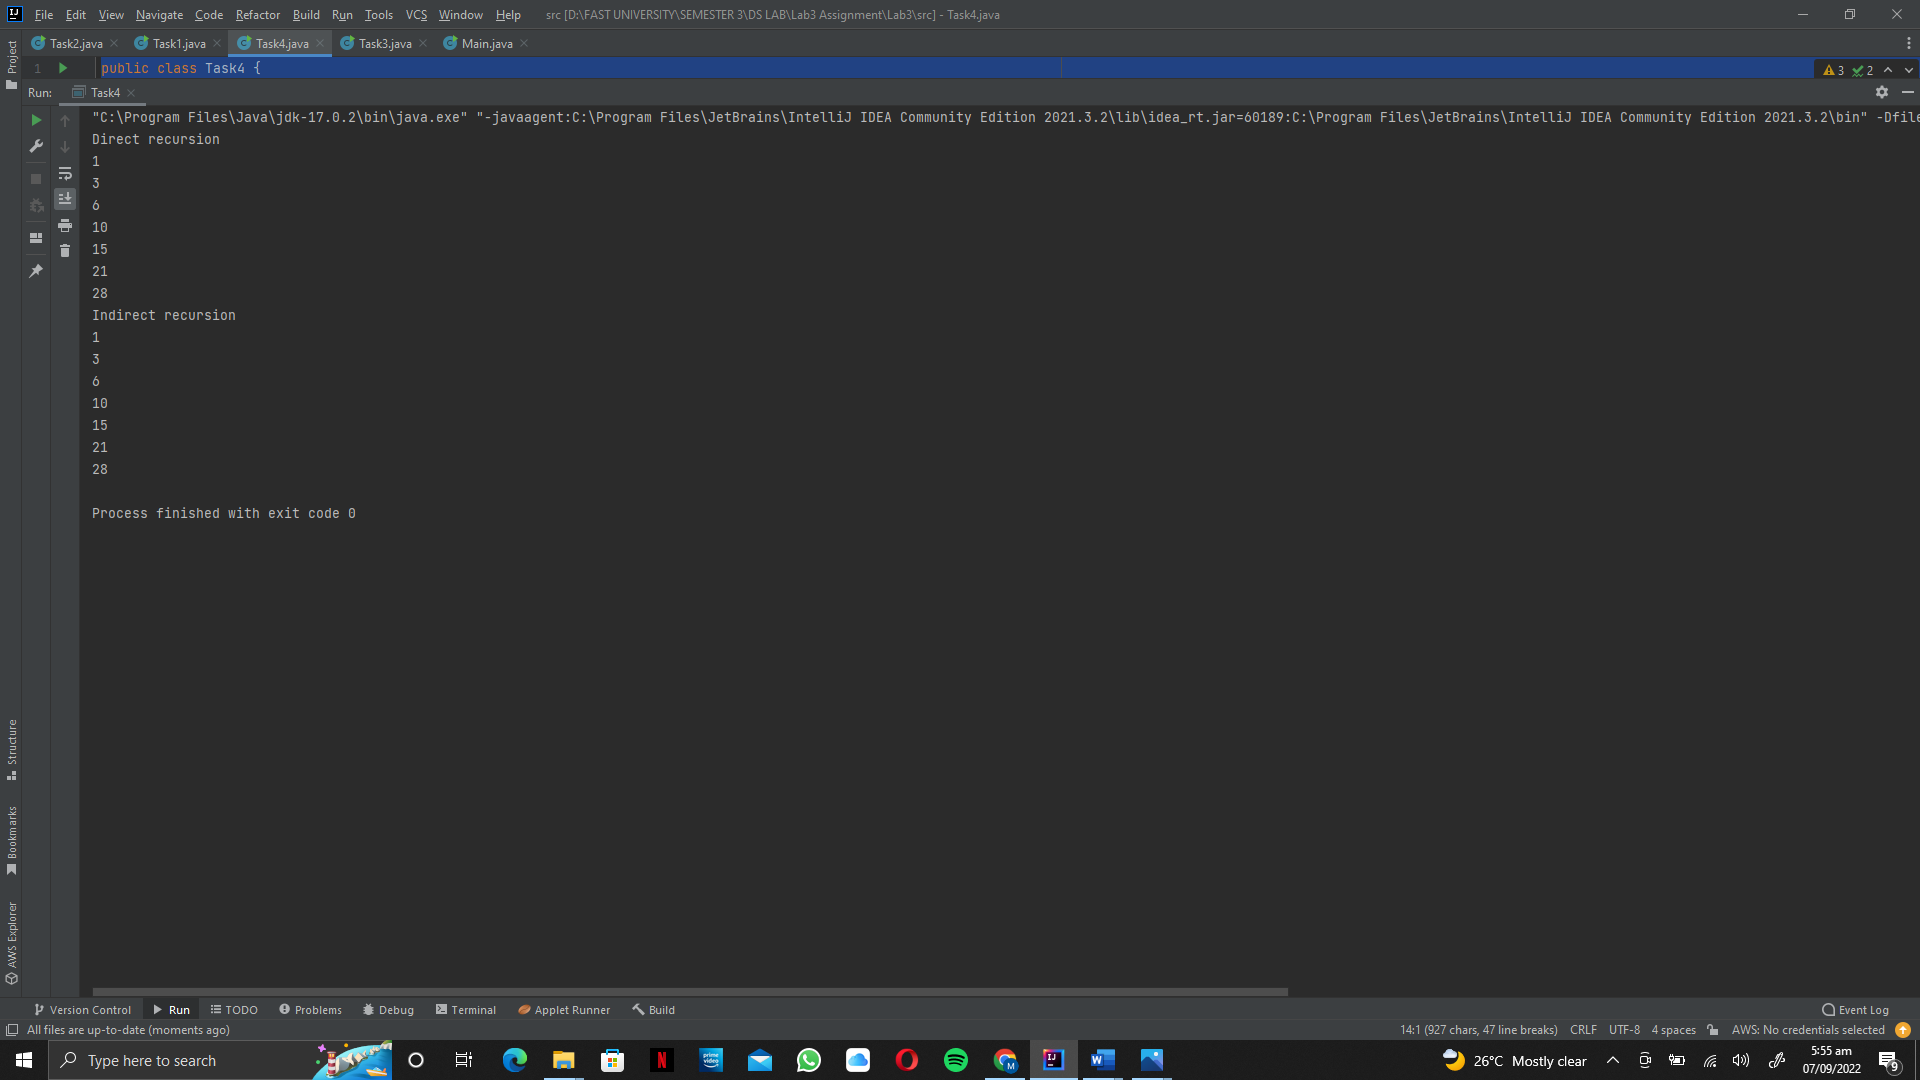 File Edit View Navigate Code Refactor Build Run Tools VCS Window Help src [D:\FAST UNIVERSITY\SEMESTER 3\DS LAB\Lab3 Assignment\Lab3\src] - Task4.java
Task2.java Task1.java Task4.java Task3.java Main.java
Project
1 public class Task4 { 3 2
Run: Task4
"C:\Program Files\Java\jdk-17.0.2\bin\java.exe" "-javaagent:C:\Program Files\JetBrains\IntelliJ IDEA Community Edition 2021.3.2\lib\idea_rt.jar=60189:C:\Program Files\JetBrains\IntelliJ IDEA Community Edition 2021.3.2\bin" -Dfile
Direct recursion
1
3
6
10
15
21
28
Indirect recursion
1
3
6
10
15
21
28
Process finished with exit code 0
Structure
Bookmarks
AWS Explorer
Version Control Run TODO Problems Debug Terminal Applet Runner Build Event Log
All files are up-to-date (moments ago) 14:1 (927 chars, 47 line breaks) CRLF UTF-8 4 spaces AWS: No credentials selected
Type here to search 26°C Mostly clear 5:55 am
07/09/2022 9